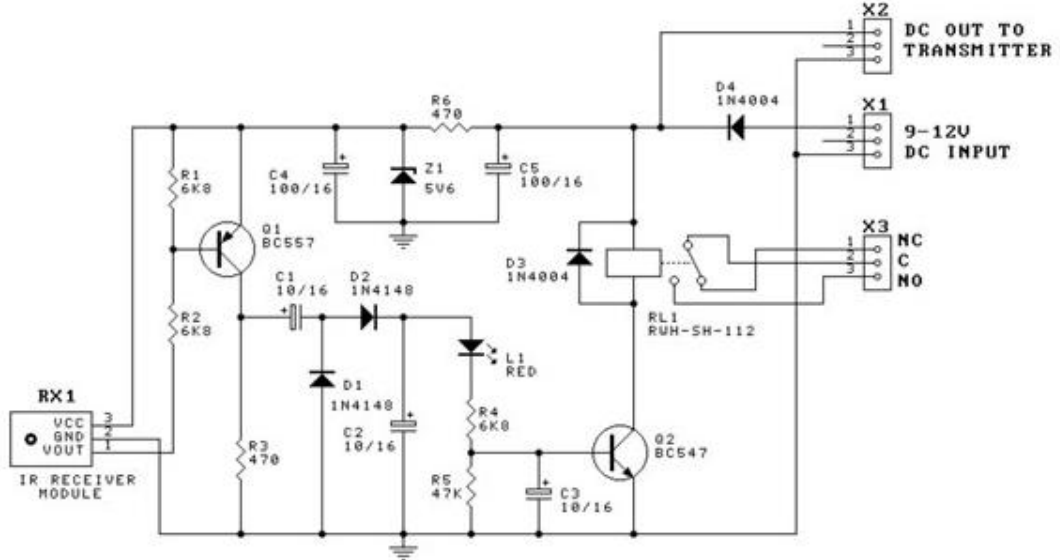 X2
1
2
3
DC OUT TO
TRANSMITTER
D4
1N4004
X1
1
2
3
9-12V
DC INPUT
R6
470
R1
6K8
C4
100/16
Z1
5V6
C5
100/16
Q1
BC557
X3
1
2
3
NC
C
NO
D3
1N4004
C1
10/16
D2
1N4148
R2
6K8
RL1
RWH-SH-112
L1
RED
D1
1N4148
RX1
VCC 3
GND 2
VOUT 1
IR RECEIVER
MODULE
R3
470
C2
10/16
R4
6K8
R5
47K
C3
10/16
Q2
BC547